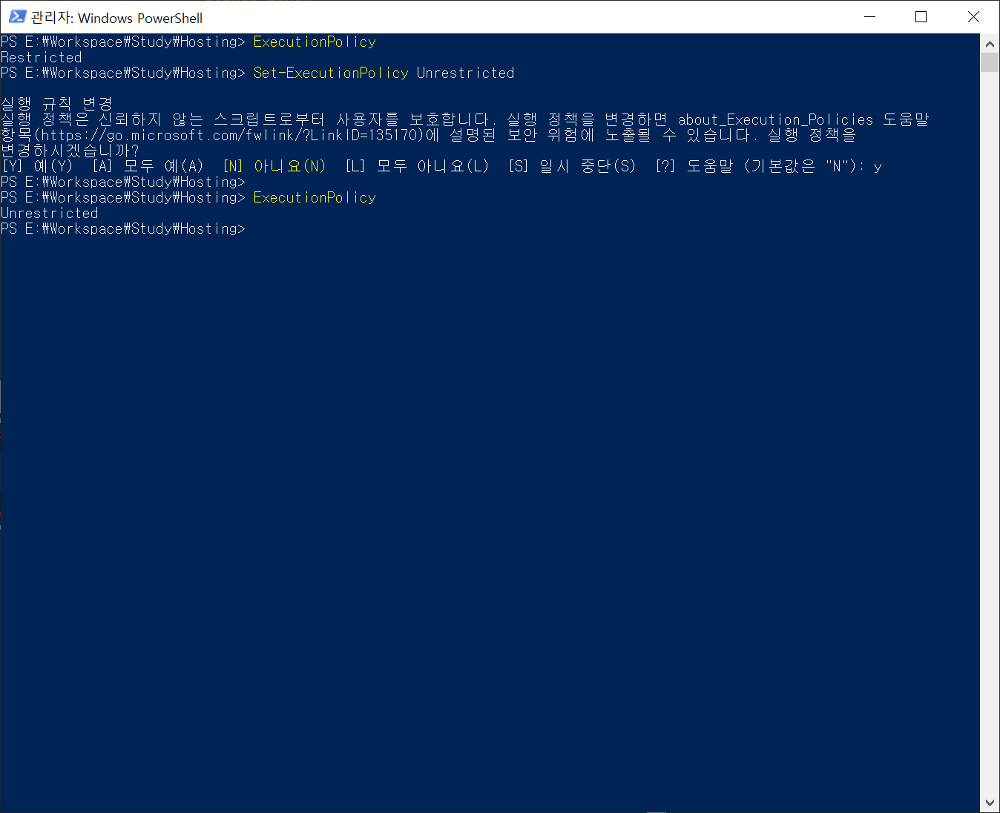 관리자: Windows PowerShell
PS E:₩Workspace₩Study₩Hosting> ExecutionPolicy
Restricted
PS E:₩Workspace₩Study₩Hosting> Set-ExecutionPolicy Unrestricted
실행 규칙 변경
실행 정책은 신뢰하지 않는 스크립트로부터 사용자를 보호합니다. 실행 정책을 변경하면 about_Execution_Policies 도움말
항목(https://go.microsoft.com/fwlink/?LinkID=135170)에 설명된 보안 위험에 노출될 수 있습니다. 실행 정책을
변경하시겠습니까?
[Y] 예(Y)  [A] 모두 예(A)  [N] 아니요(N)  [L] 모두 아니요(L)  [S] 일시 중단(S)  [?] 도움말 (기본값은 "N"): y
PS E:₩Workspace₩Study₩Hosting>
PS E:₩Workspace₩Study₩Hosting> ExecutionPolicy
Unrestricted
PS E:₩Workspace₩Study₩Hosting>